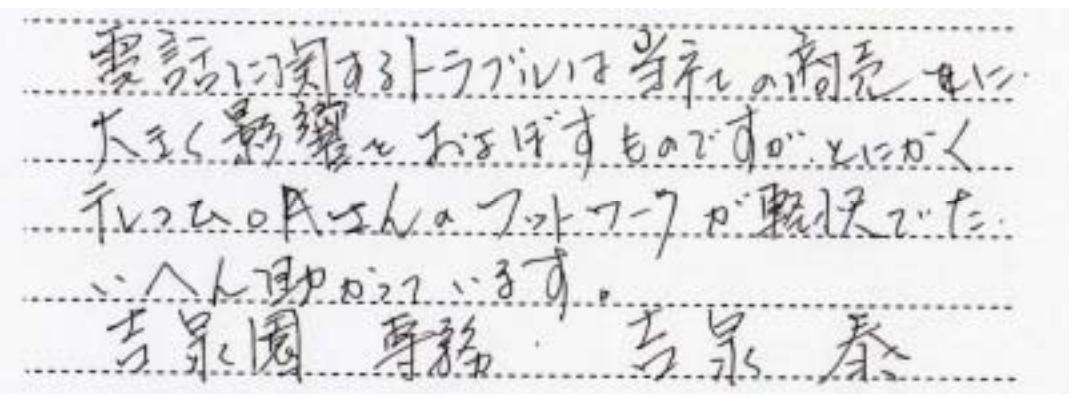 電話に関するトラブルは当社の商売上に
大きく影響をおよぼすものですが、とにかく
テレコムの皆さんのフットワークが軽快でた
いへん助かっています。
吉泉園 専務 吉泉 泰